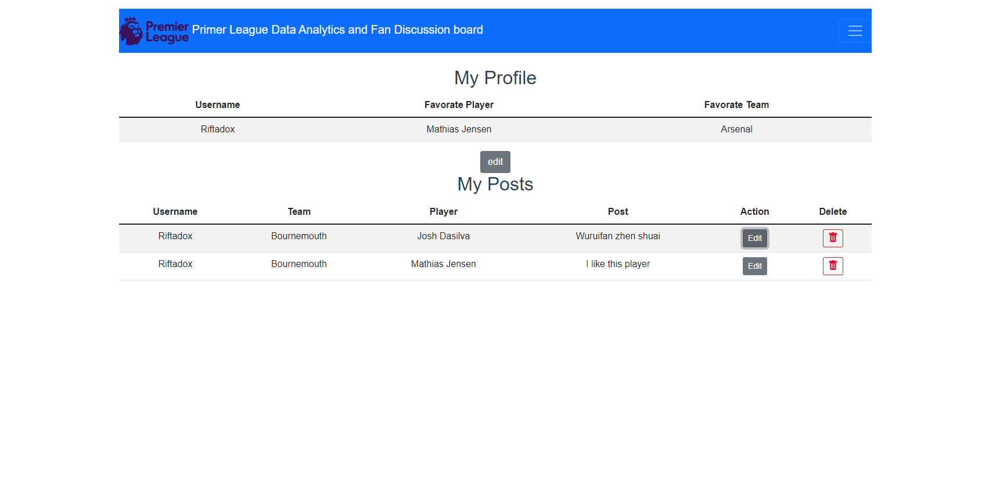 Premier
League
Primer League Data Analytics and Fan Discussion board
My Profile
Username Favorate Player Favorate Team
Riftadox Mathias Jensen Arsenal
edit
My Posts
Username Team Player Post Action Delete
Riftadox Bournemouth Josh Dasilva Wuruifan zhen shuai Edit
Riftadox Bournemouth Mathias Jensen I like this player Edit